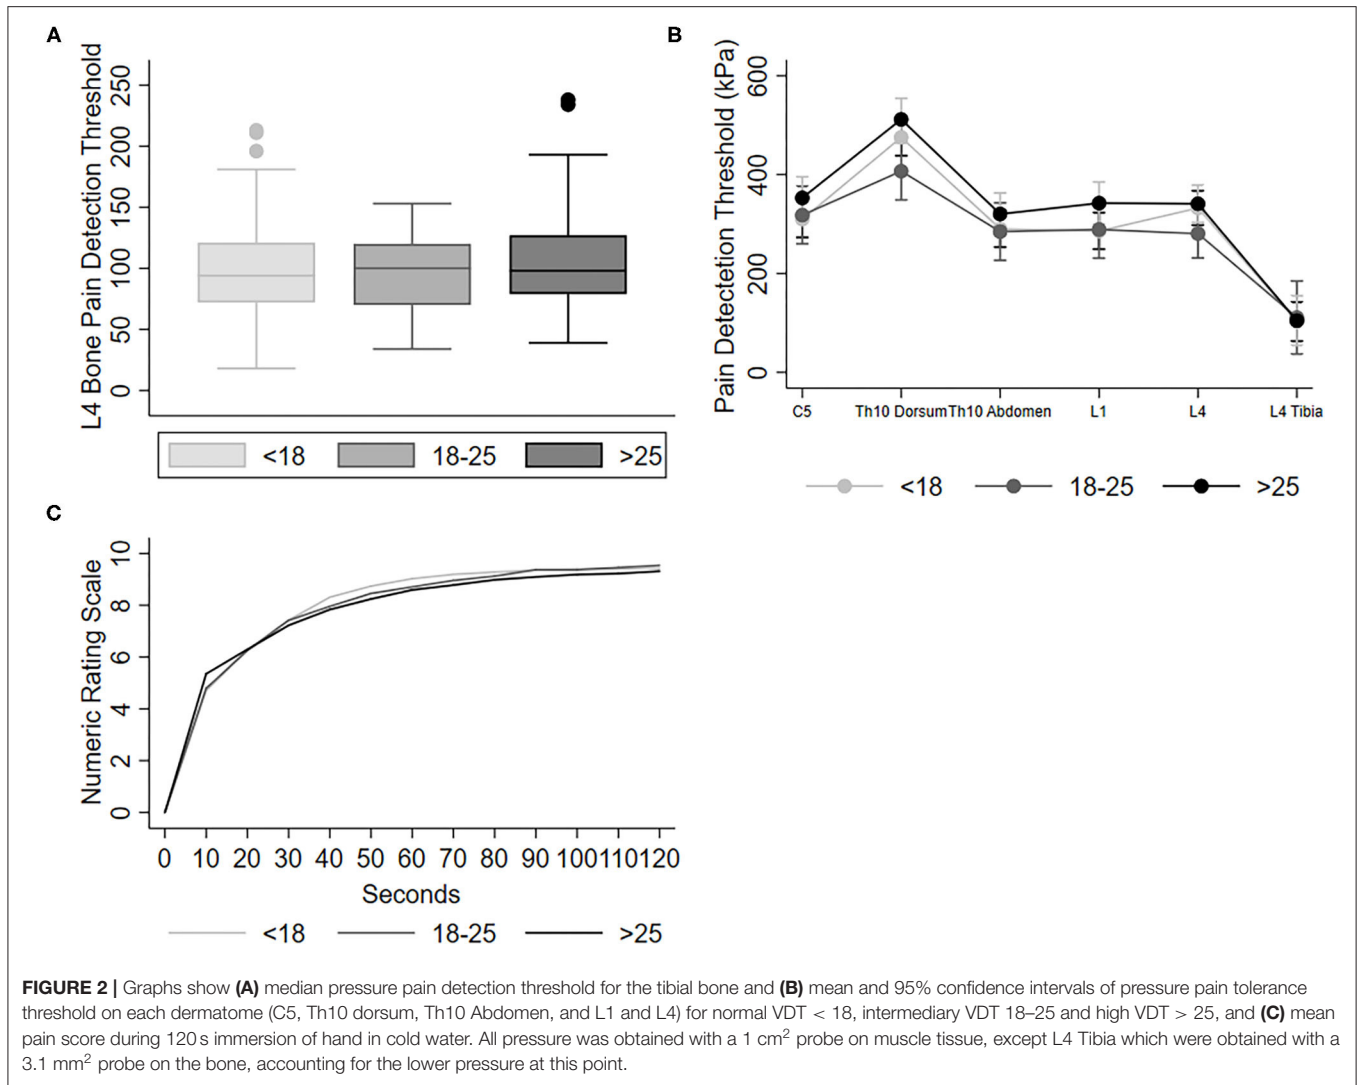 A
L4 Bone Pain Detection Threshold
250
200
150
100
50
0
<18 18-25 >25
B
Pain Dectetction Threshold (kPa)
600
400
200
0
C5 Th10 Dorsum Th10 Abdomen L1 L4 L4 Tibia
<18 18-25 >25
C
Numeric Rating Scale
10
8
6
4
2
0
0 10 20 30 40 50 60 70 80 90 100 110 120
Seconds
<18 18-25 >25
FIGURE 2 | Graphs show (A) median pressure pain detection threshold for the tibial bone and (B) mean and 95% confidence intervals of pressure pain tolerance
threshold on each dermatome (C5, Th10 dorsum, Th10 Abdomen, and L1 and L4) for normal VDT < 18, intermediary VDT 18–25 and high VDT > 25, and (C) mean
pain score during 120 s immersion of hand in cold water. All pressure was obtained with a 1 cm² probe on muscle tissue, except L4 Tibia which were obtained with a
3.1 mm² probe on the bone, accounting for the lower pressure at this point.